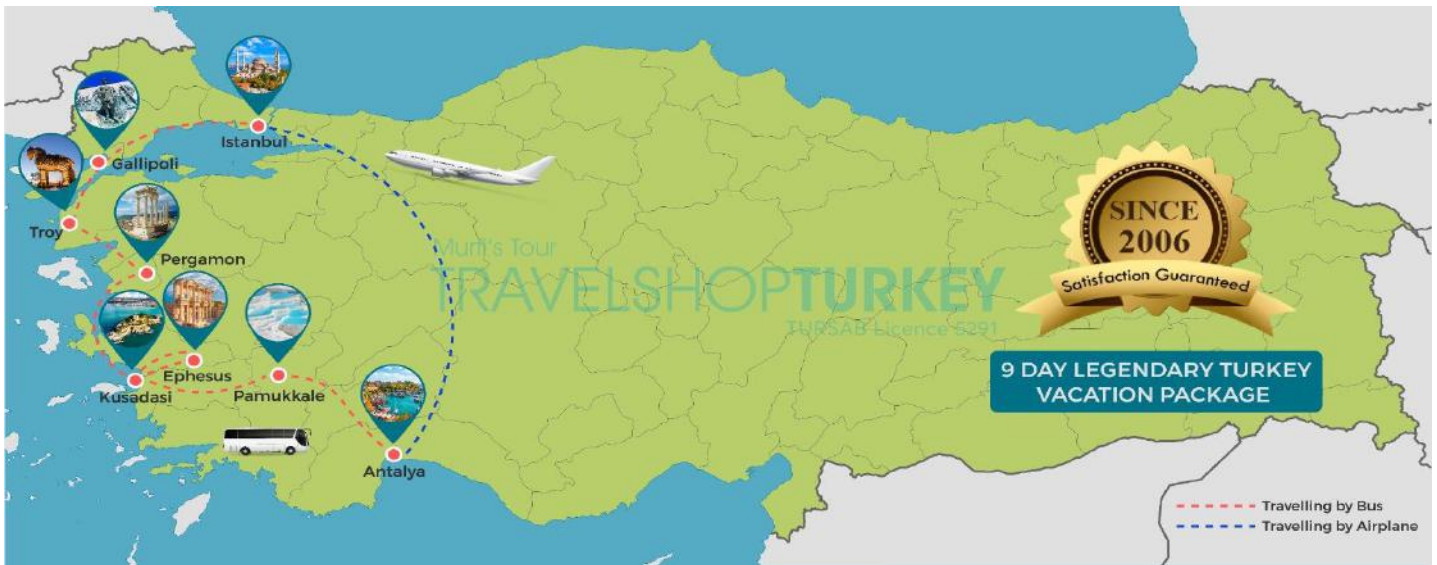 Istanbul
Gallipoli
Troy
Pergamon
Ephesus
Kusadasi
Pamukkale
Antalya
Murti's Tour
TRAVELSHOPTURKEY
TURSAB Licence 5291
SINCE
2006
Satisfaction Guaranteed
9 DAY LEGENDARY TURKEY
VACATION PACKAGE
Travelling by Bus
Travelling by Airplane